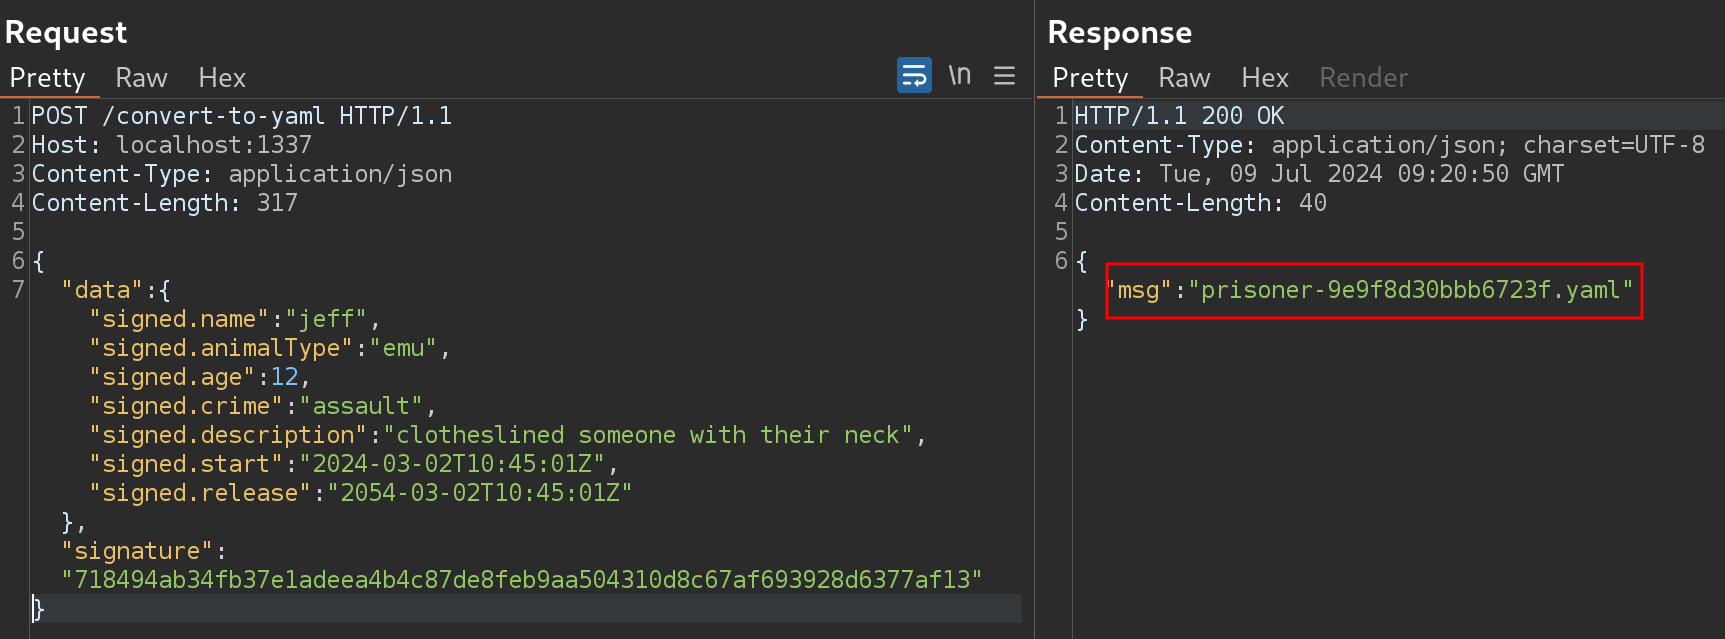 Request
Pretty Raw Hex \n
1 POST /convert-to-yaml HTTP/1.1
2 Host: localhost:1337
3 Content-Type: application/json
4 Content-Length: 317
5
6 {
7 "data":{
"signed.name":"jeff",
"signed.animalType":"emu",
"signed.age":12,
"signed.crime":"assault",
"signed.description":"clotheslined someone with their neck",
"signed.start":"2024-03-02T10:45:01Z",
"signed.release":"2054-03-02T10:45:01Z"
},
"signature":
"718494ab34fb37e1adeea4b4c87de8feb9aa504310d8c67af693928d6377af13"
}
Response
Pretty Raw Hex Render
1 HTTP/1.1 200 OK
2 Content-Type: application/json; charset=UTF-8
3 Date: Tue, 09 Jul 2024 09:20:50 GMT
4 Content-Length: 40
5
6 {
"msg":"prisoner-9e9f8d30bbb6723f.yaml"
}